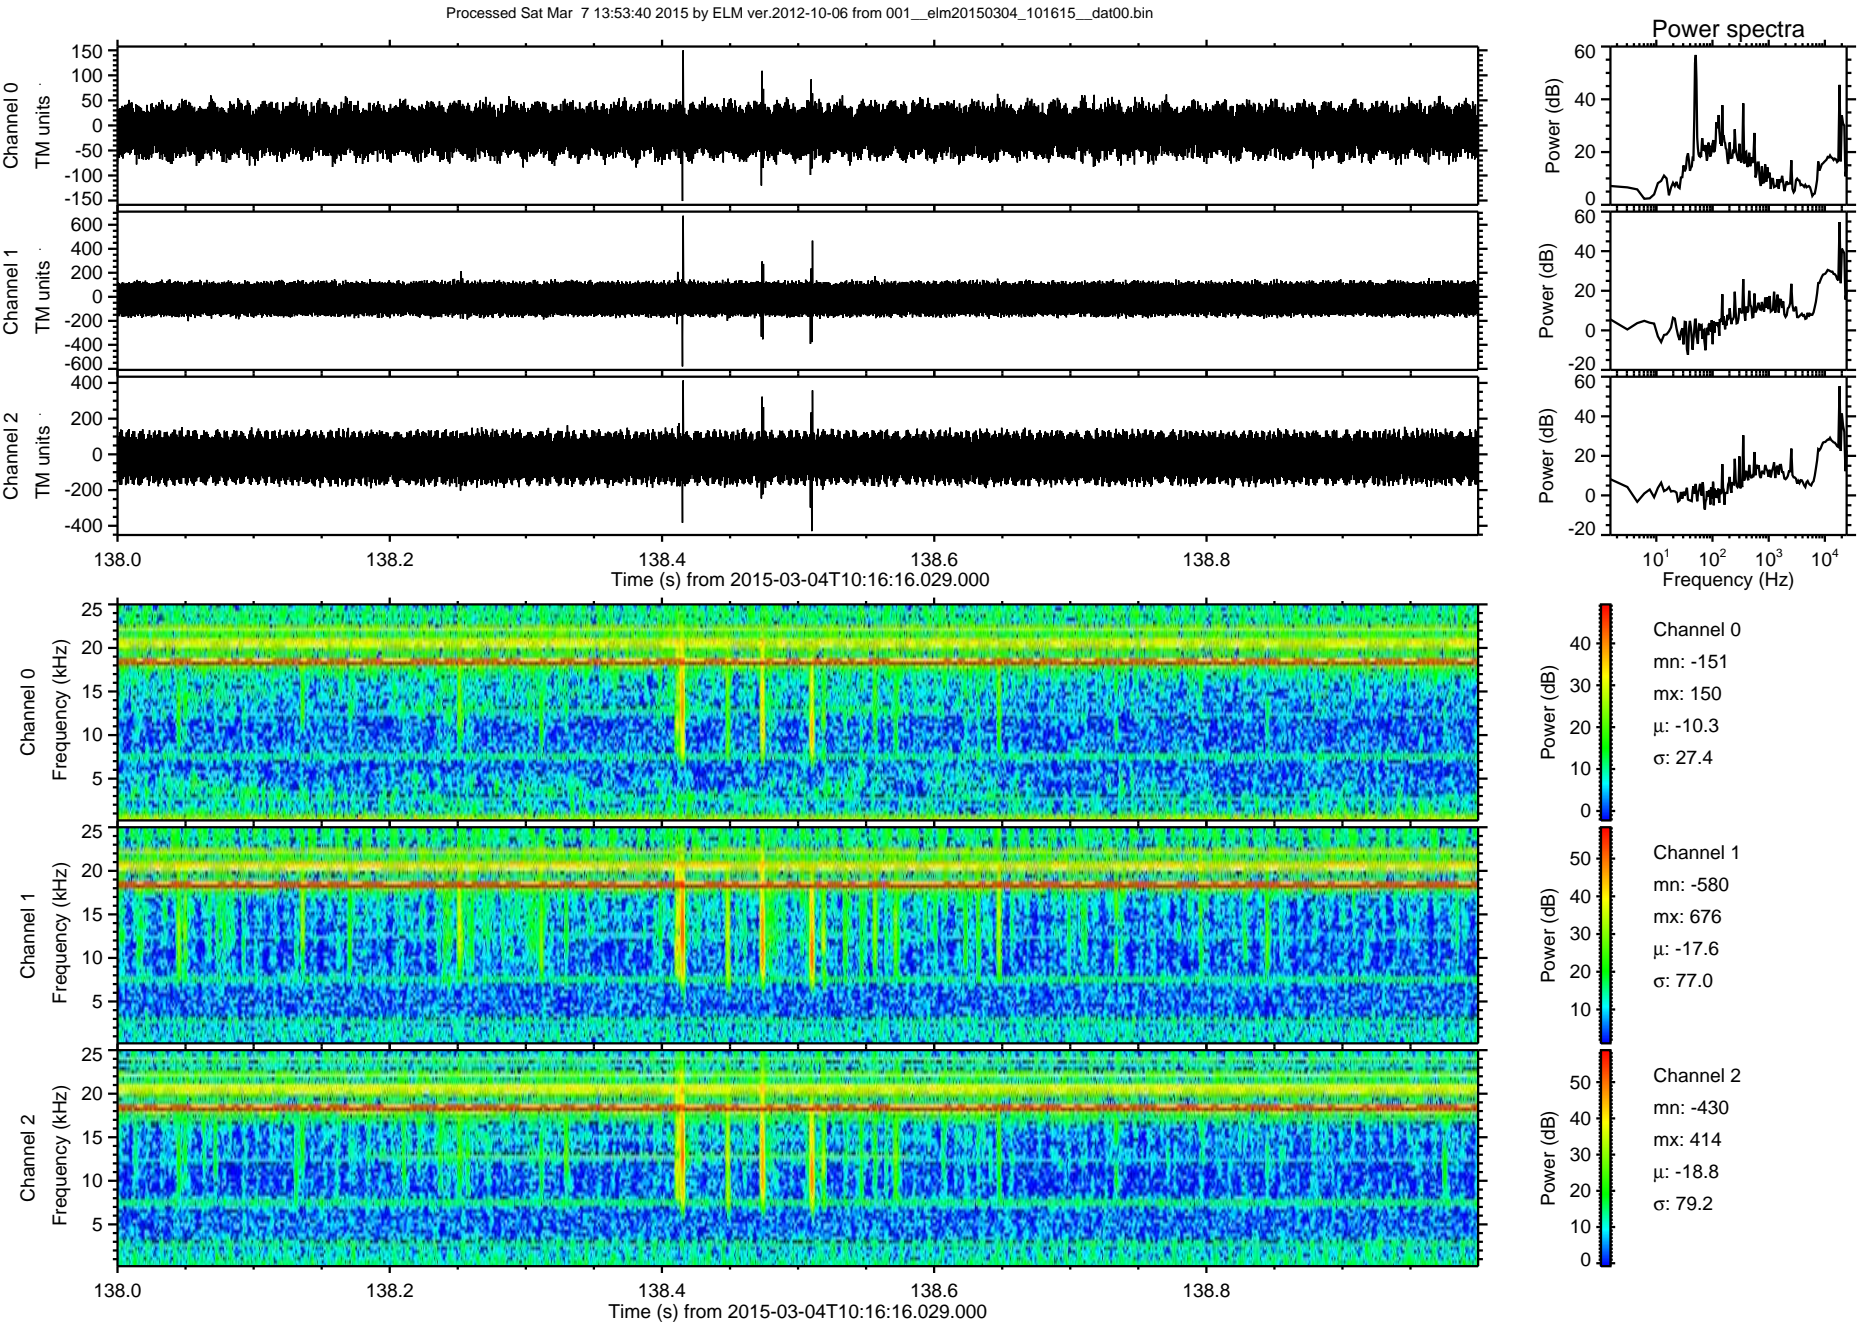 Processed Sat Mar  7 13:53:40 2015 by ELM ver.2012-10-06 from 001__elm20150304_101615__dat00.bin
Power spectra
Channel 0
TM units
150
100
50
0
-50
-100
-150
Power (dB)
60
40
20
0
Channel 1
TM units
600
400
200
0
-200
-400
-600
Power (dB)
60
40
20
0
-20
Channel 2
TM units
400
200
0
-200
-400
Power (dB)
60
40
20
0
-20
138.0 138.2 138.4 138.6 138.8
Time (s) from 2015-03-04T10:16:16.029.000
10^1 10^2 10^3 10^4
Frequency (Hz)
Channel 0
Frequency (kHz)
25
20
15
10
5
Power (dB)
40
30
20
10
0
Channel 0
mn: -151
mx: 150
µ: -10.3
σ: 27.4
Channel 1
Frequency (kHz)
25
20
15
10
5
Power (dB)
50
40
30
20
10
Channel 1
mn: -580
mx: 676
µ: -17.6
σ: 77.0
Channel 2
Frequency (kHz)
25
20
15
10
5
Power (dB)
50
40
30
20
10
0
Channel 2
mn: -430
mx: 414
µ: -18.8
σ: 79.2
138.0 138.2 138.4 138.6 138.8
Time (s) from 2015-03-04T10:16:16.029.000